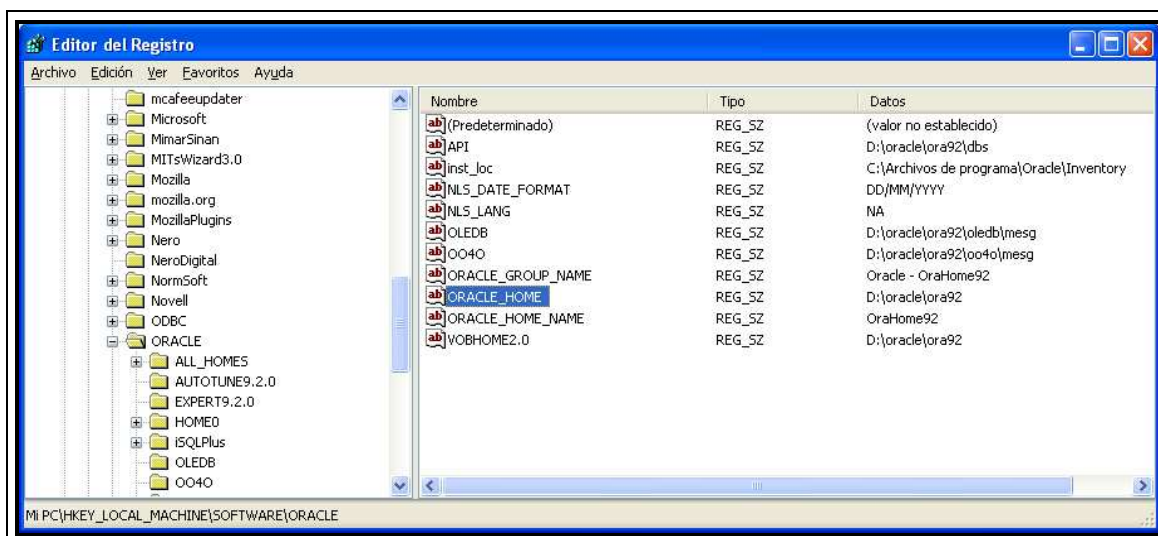 Editor del Registro
Archivo Edición Ver Favoritos Ayuda
mcafeeupdater
Microsoft
MimarSinan
MITsWizard3.0
Mozilla
mozilla.org
MozillaPlugins
Nero
NeroDigital
NormSoft
Novell
ODBC
ORACLE
ALL_HOMES
AUTOTUNE9.2.0
EXPERT9.2.0
HOME0
iSQLPlus
OLEDB
OO4O
Nombre Tipo Datos
(Predeterminado) REG_SZ (valor no establecido)
API REG_SZ D:\oracle\ora92\dbs
inst_loc REG_SZ C:\Archivos de programa\Oracle\Inventory
NLS_DATE_FORMAT REG_SZ DD/MM/YYYY
NLS_LANG REG_SZ NA
OLEDB REG_SZ D:\oracle\ora92\oledb\mesg
OO4O REG_SZ D:\oracle\ora92\oo4o\mesg
ORACLE_GROUP_NAME REG_SZ Oracle - OraHome92
ORACLE_HOME REG_SZ D:\oracle\ora92
ORACLE_HOME_NAME REG_SZ OraHome92
VOBHOME2.0 REG_SZ D:\oracle\ora92
Mi PC\HKEY_LOCAL_MACHINE\SOFTWARE\ORACLE